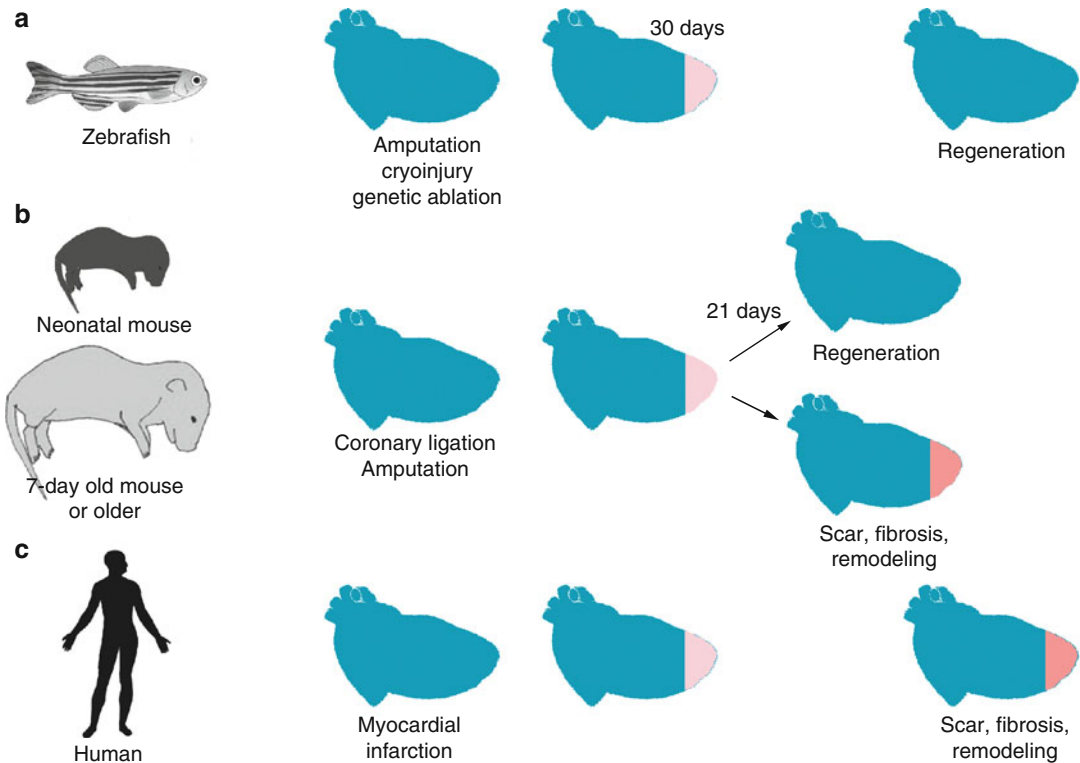 a
Zebrafish
Amputation
cryoinjury
genetic ablation
30 days
Regeneration
b
Neonatal mouse
7-day old mouse
or older
Coronary ligation
Amputation
21 days
Regeneration
Scar, fibrosis,
remodeling
c
Human
Myocardial
infarction
Scar, fibrosis,
remodeling